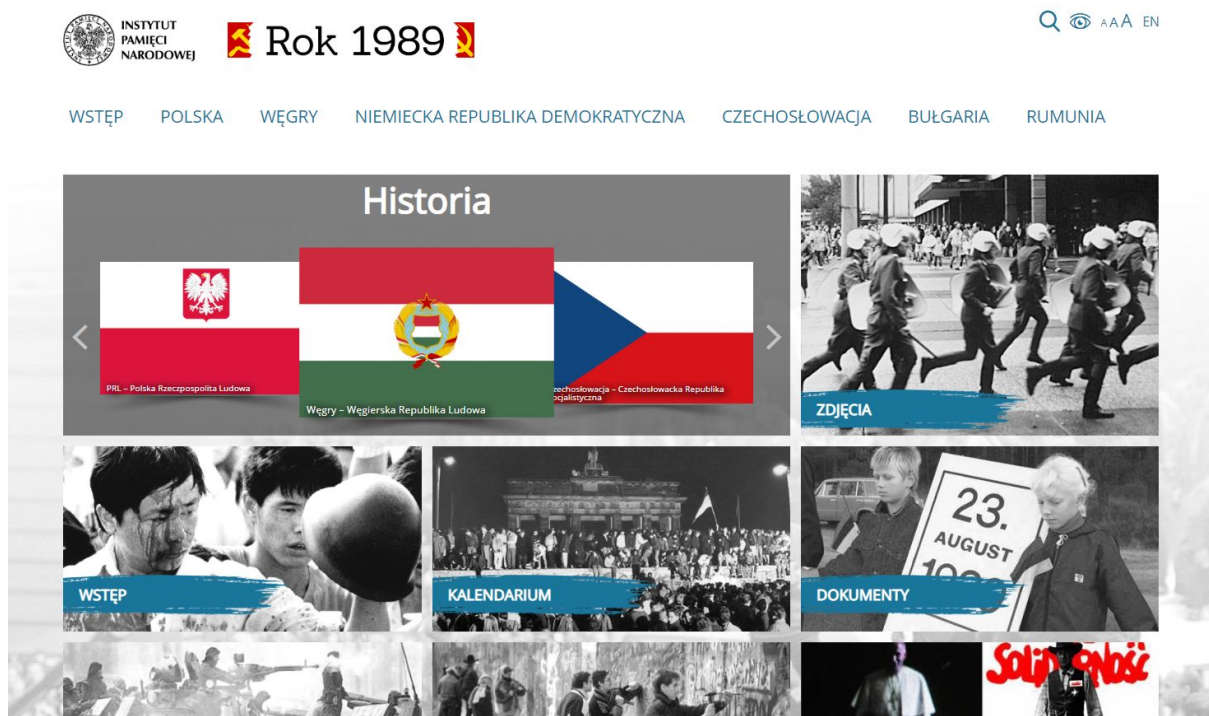 INSTYTUT
PAMIĘCI
NARODOWEJ
Rok 1989
A A A EN
WSTĘP POLSKA WĘGRY NIEMIECKA REPUBLIKA DEMOKRATYCZNA CZECHOSŁOWACJA BUŁGARIA RUMUNIA
Historia
PRL – Polska Rzeczpospolita Ludowa
Węgry – Węgierska Republika Ludowa
zechosłowacja – Czechosłowacka Republika
ocjalistyczna
ZDJĘCIA
WSTĘP
KALENDARIUM
23.
AUGUST
DOKUMENTY
SOLIDARNOŚĆ